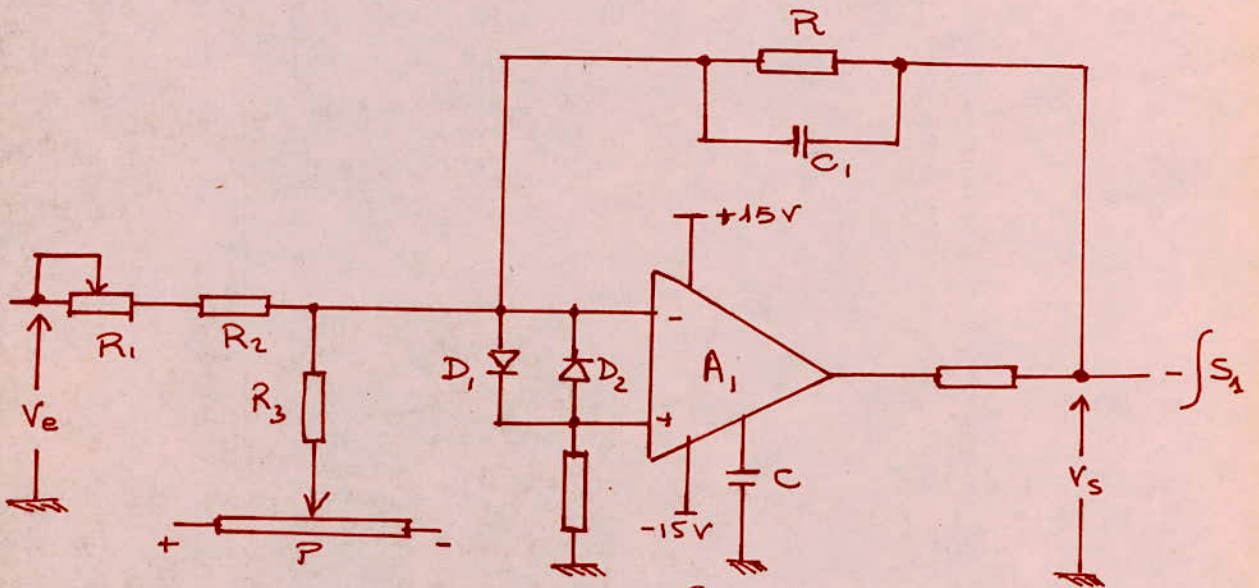 R
C₁
+15V
R₁
R₂
D₁
D₂
-
A₁
- ∫S₁
Ve
R₃
+
C
Vs
-15V
+
P
-